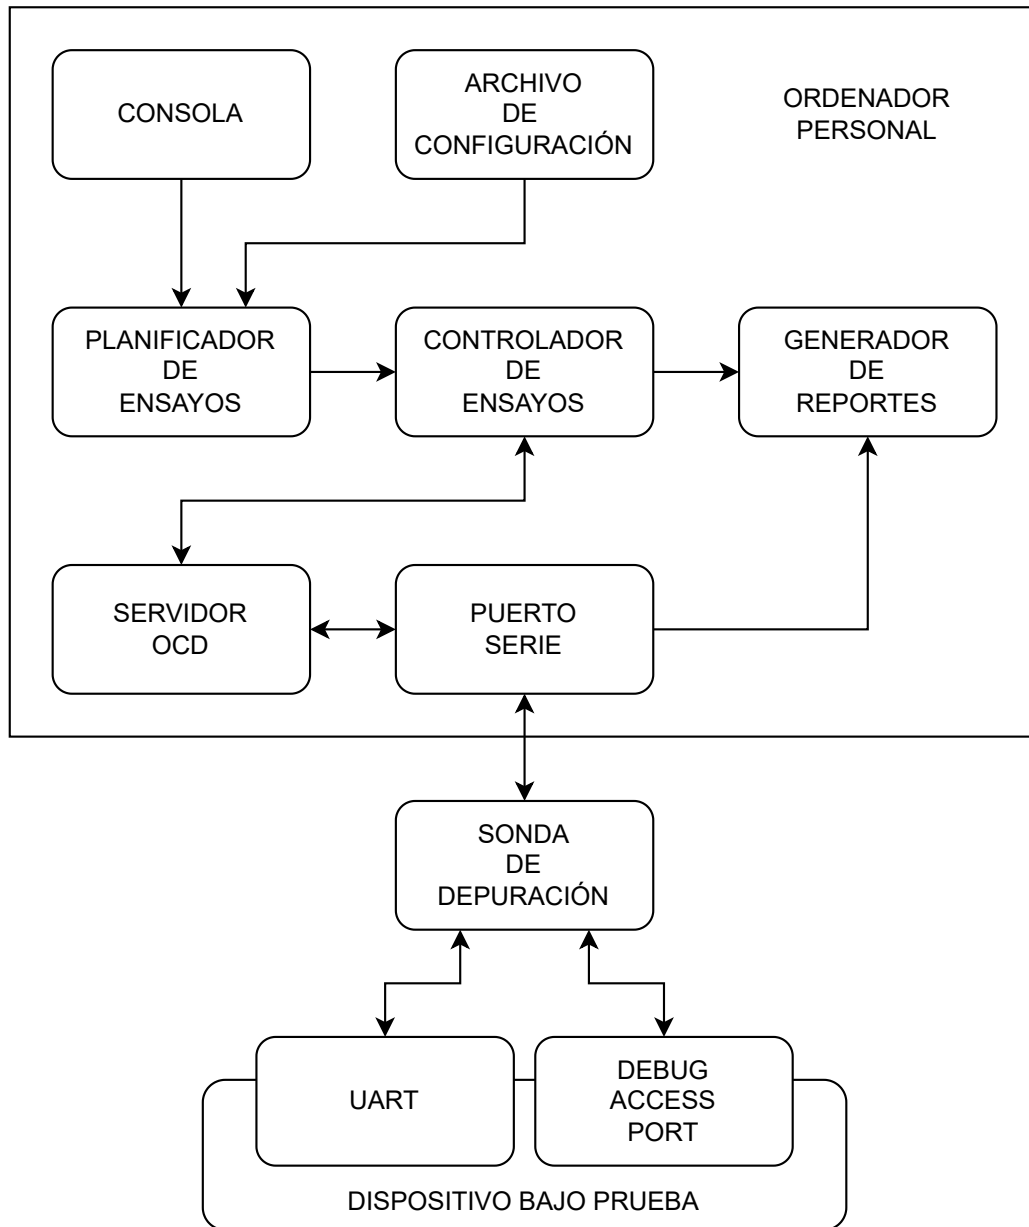 CONSOLA
ARCHIVO
DE
CONFIGURACIÓN
ORDENADOR
PERSONAL
PLANIFICADOR
DE
ENSAYOS
CONTROLADOR
DE
ENSAYOS
GENERADOR
DE
REPORTES
SERVIDOR
OCD
PUERTO
SERIE
SONDA
DE
DEPURACIÓN
UART
DEBUG
ACCESS
PORT
DISPOSITIVO BAJO PRUEBA